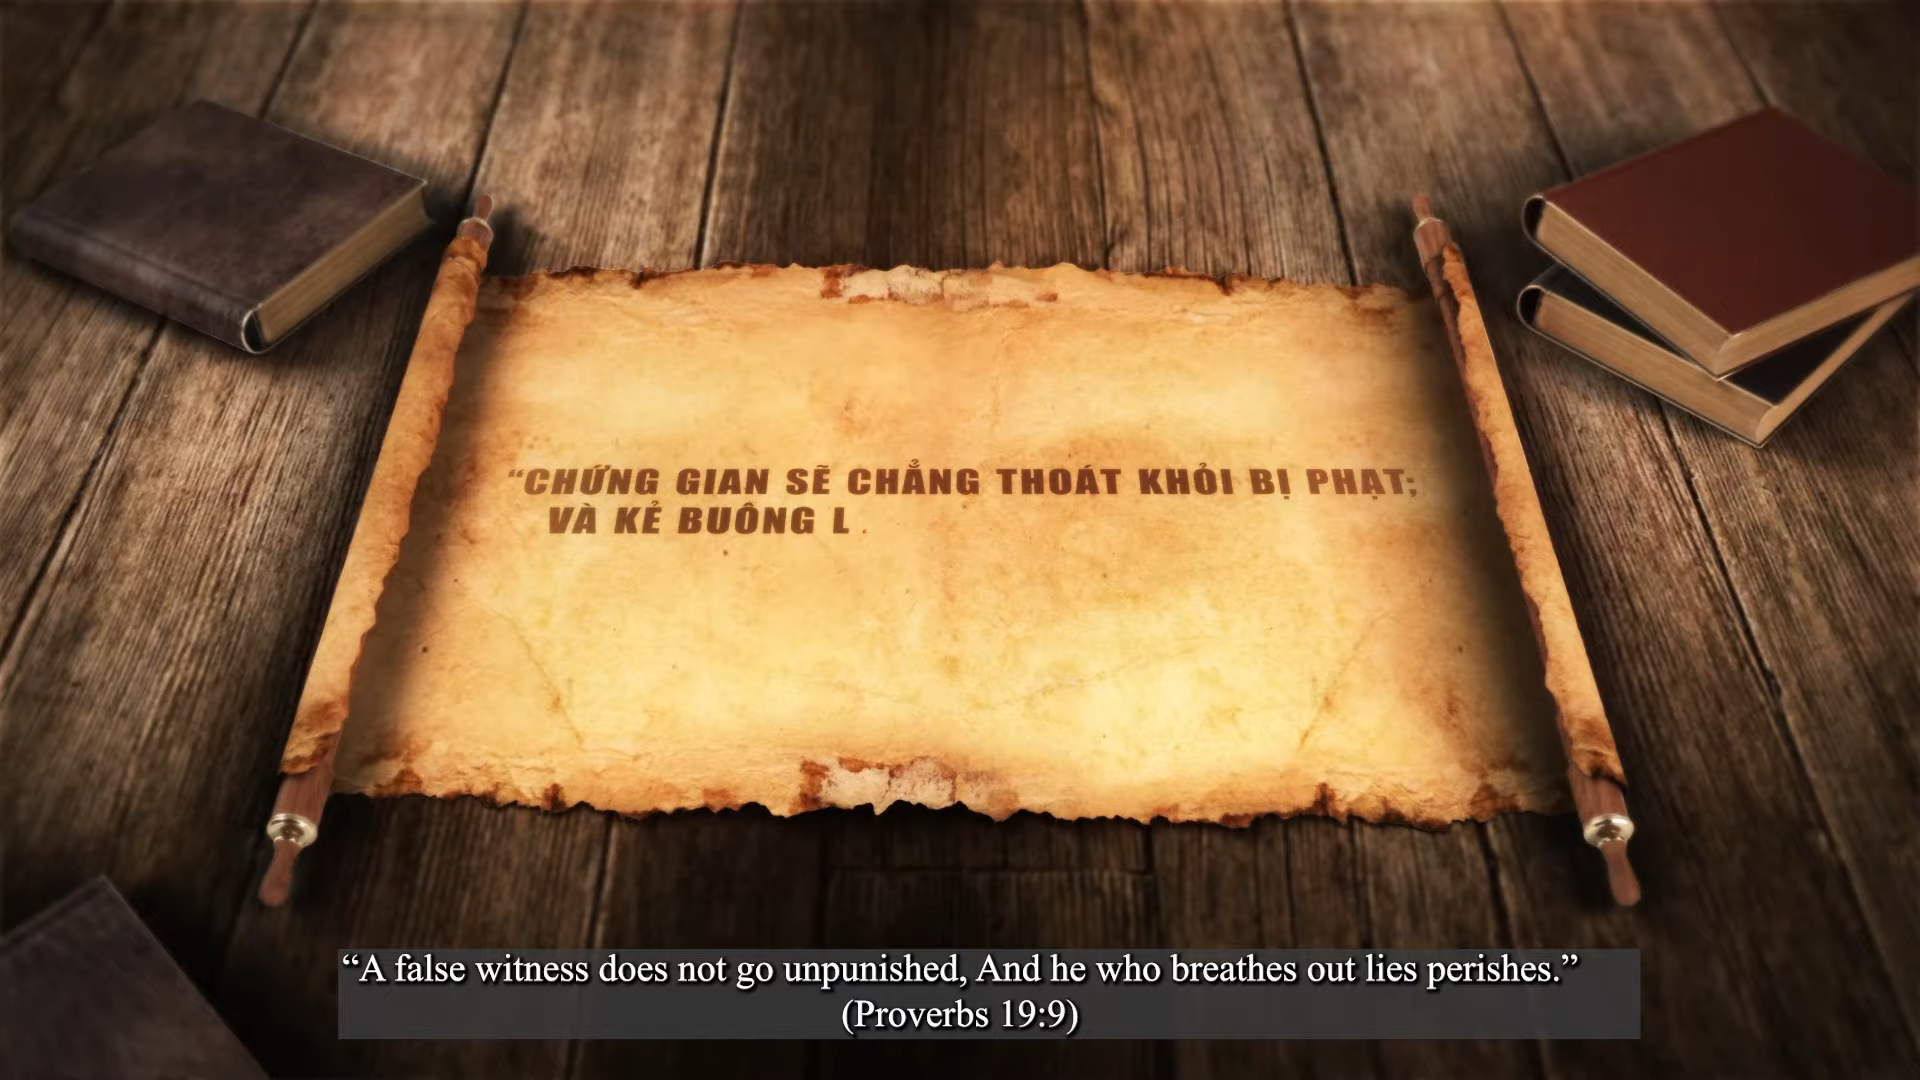 “CHỨNG GIAN SẼ CHẲNG THOÁT KHỎI BỊ PHẠT;
VÀ KẺ BUÔNG L
“A false witness does not go unpunished, And he who breathes out lies perishes.”
(Proverbs 19:9)